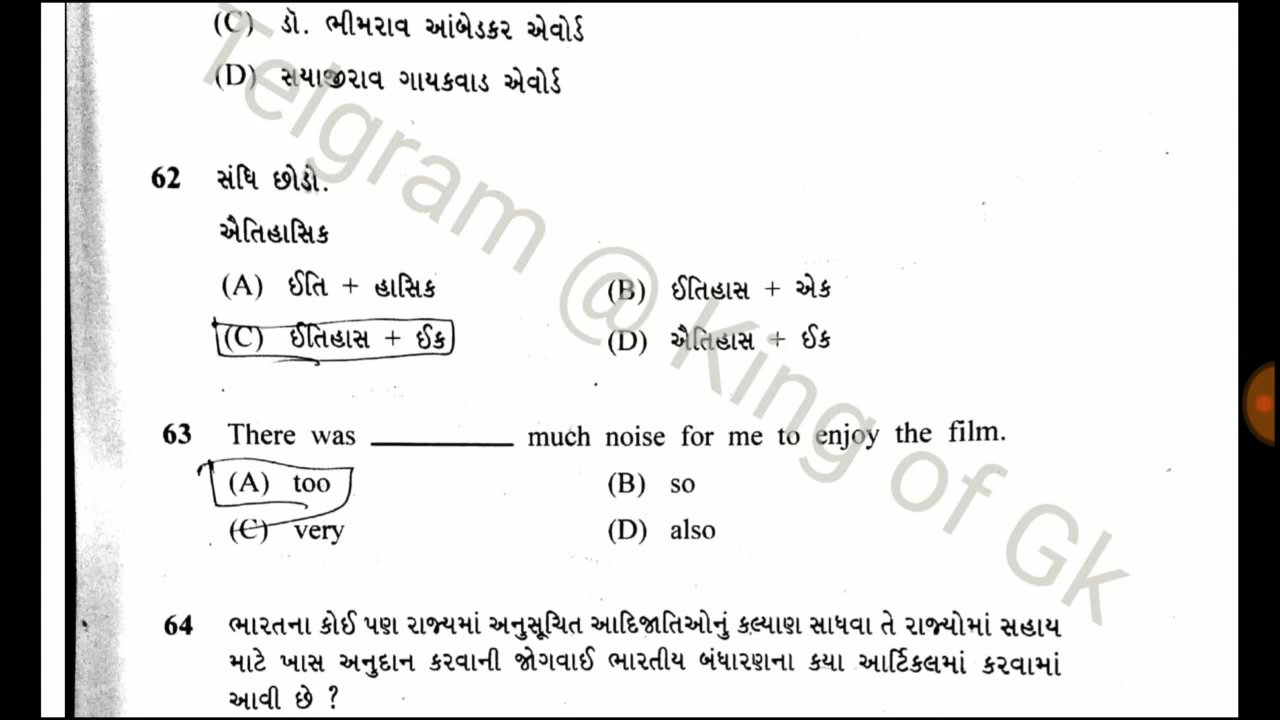 (C) ડૉ. ભીમરાવ આંબેડકર એવોર્ડ
(D) સયાજીરાવ ગાયકવાડ એવોર્ડ
62 સંધિ છોડો.
ઐતિહાસિક
(A) ઈતિ + હાસિક (B) ઈતિહાસ + એક
(C) ઈતિહાસ + ઈક (D) ઐતિહાસ + ઈક
63 There was ________ much noise for me to enjoy the film.
(A) too (B) so
(C) very (D) also
64 ભારતના કોઈ પણ રાજ્યમાં અનુસૂચિત આદિજાતિઓનું કલ્યાણ સાધવા તે રાજ્યોમાં સહાય
માટે ખાસ અનુદાન કરવાની જોગવાઈ ભારતીય બંધારણના કયા આર્ટિકલમાં કરવામાં
આવી છે ?
Telgram @ King of Gk